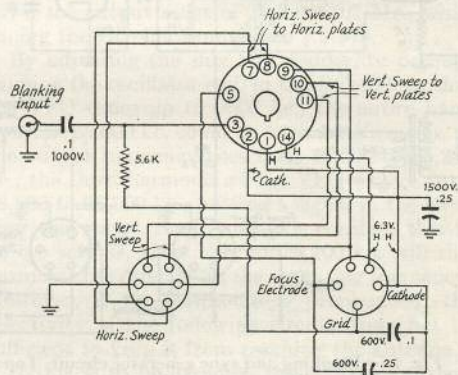 Horiz. Sweep
to Horiz. plates
Blanking
input
7
8
9
10
11
5
3
2
1
14
H
H
Vert. Sweep to
Vert. plates
.1
1000V.
5.6K
Cath.
1500V.
.25
Vert.
Sweep
6.3V.
H H
Focus
Electrode
Cathode
Grid
Horiz. Sweep
600V.
.1
600V.
.25